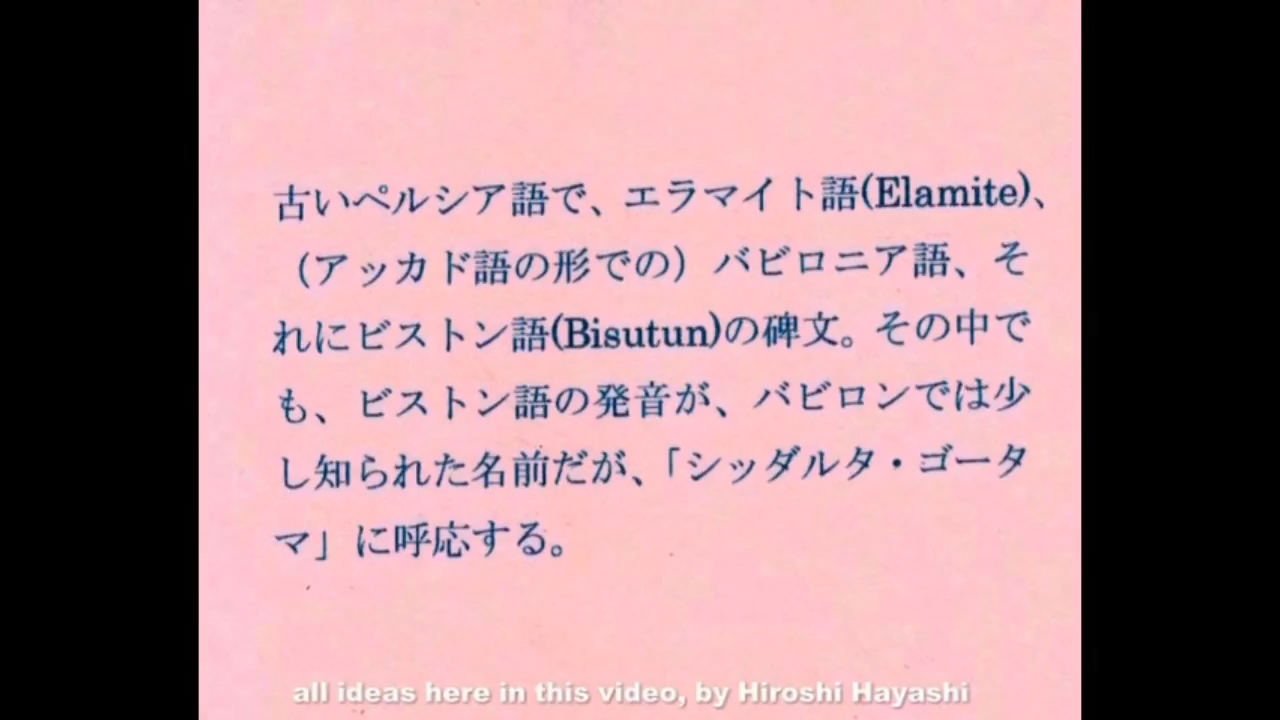 古いペルシア語で、エラマイト語(Elamite)、
（アッカド語の形での）バビロニア語、そ
れにビストン語(Bisutun)の碑文。その中で
も、ビストン語の発音が、バビロンでは少
し知られた名前だが、「シッダルタ・ゴータ
マ」に呼応する。
all ideas here in this video, by Hiroshi Hayashi